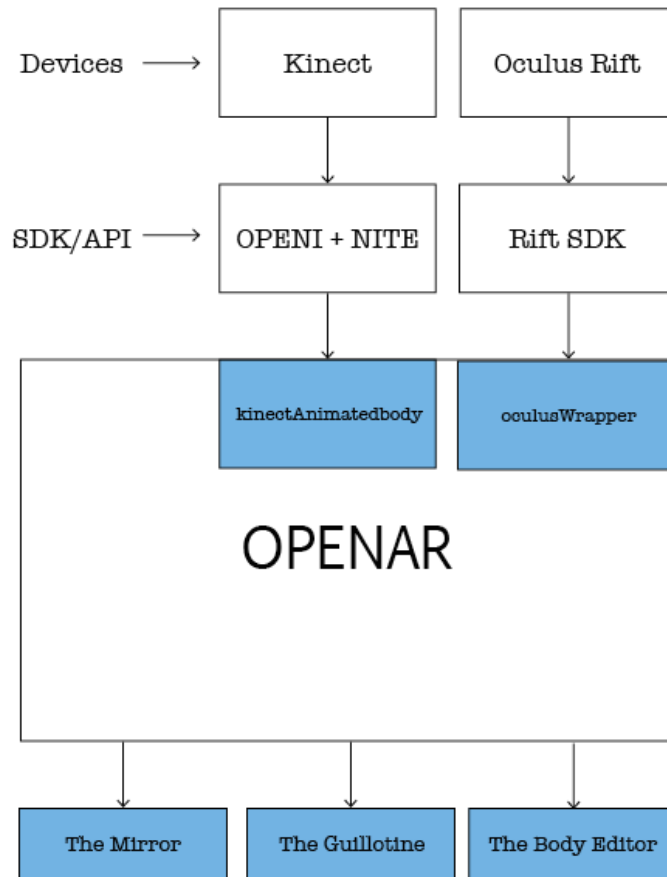 Devices
Kinect
Oculus Rift
SDK/API
OPENI + NITE
Rift SDK
kinectAnimatedbody
oculusWrapper
OPENAR
The Mirror
The Guillotine
The Body Editor